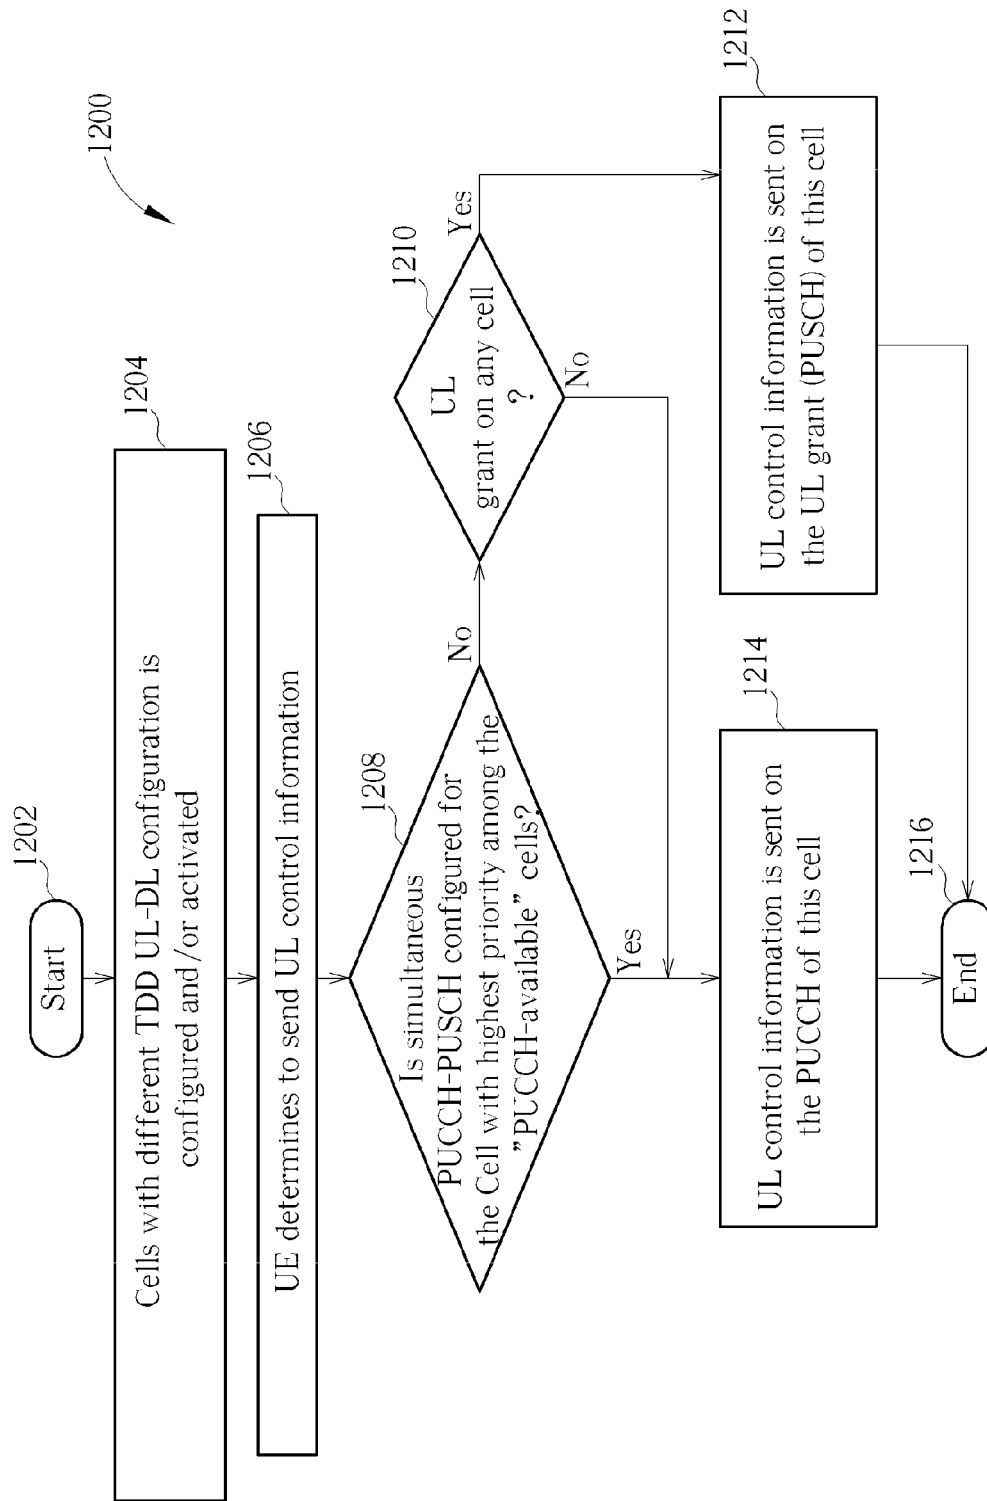 1200
Start
1202
Cells with different TDD UL-DL configuration is
configured and/or activated
1204
UE determines to send UL control information
1206
Is simultaneous
PUCCH-PUSCH configured for
the Cell with highest priority among the
"PUCCH-available" cells?
1208
No
Yes
UL
grant on any cell
?
1210
Yes
No
UL control information is sent on
the UL grant (PUSCH) of this cell
1212
UL control information is sent on
the PUCCH of this cell
1214
End
1216